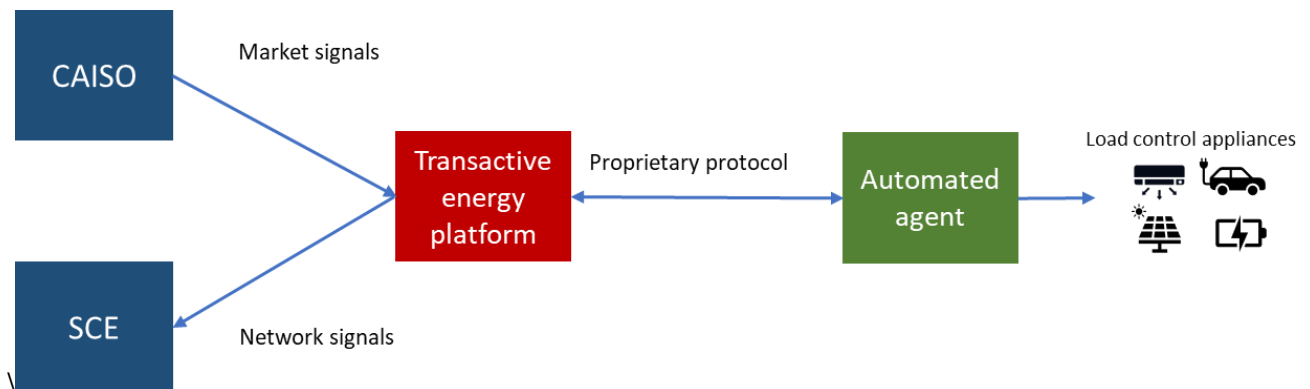 Market signals
CAISO
Load control appliances
Transactive
energy
platform
Proprietary protocol
Automated
agent
SCE
Network signals
\